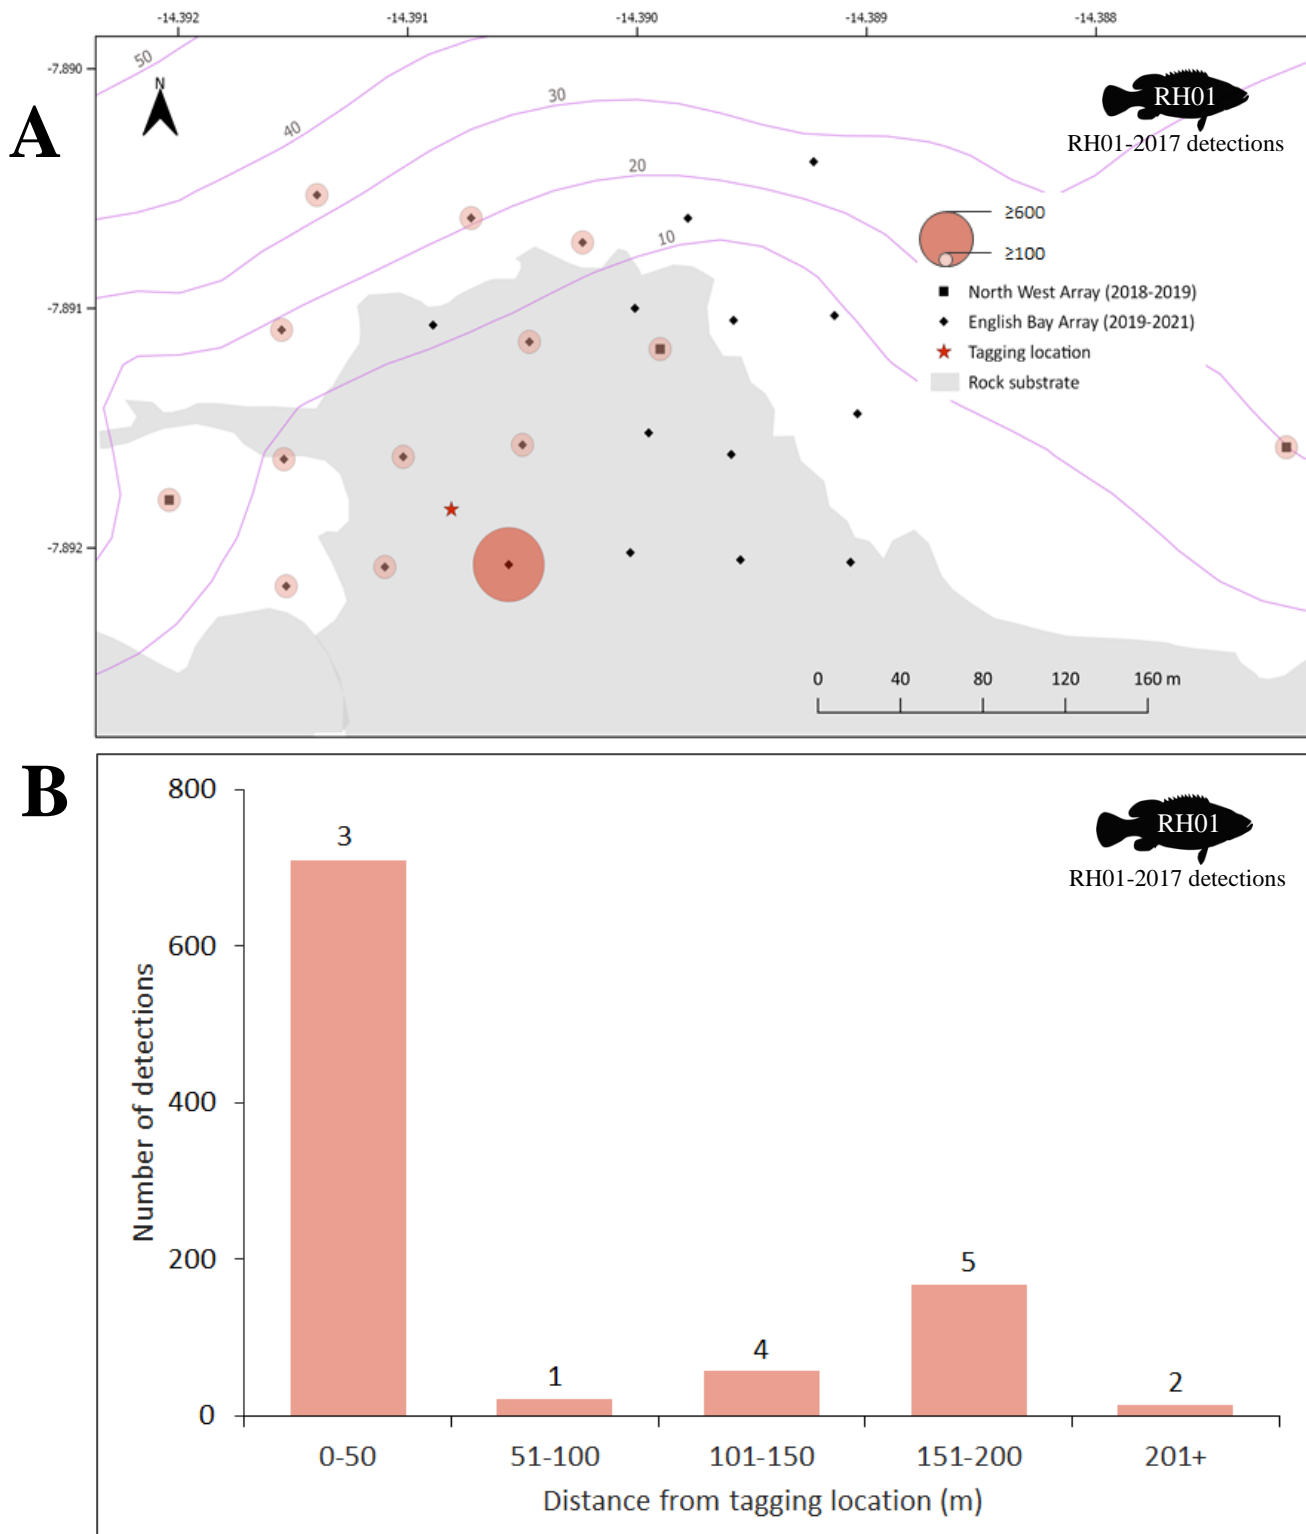 -14.392 -14.391 -14.390 -14.389 -14.388
-7.890
-7.891
-7.892
A
N
50
40
30
20
10
RH01
RH01-2017 detections
≥600
≥100
North West Array (2018-2019)
English Bay Array (2019-2021)
Tagging location
Rock substrate
0 40 80 120 160 m
B
RH01
RH01-2017 detections
Number of detections
800
600
400
200
0
3
1
4
5
2
0-50 51-100 101-150 151-200 201+
Distance from tagging location (m)